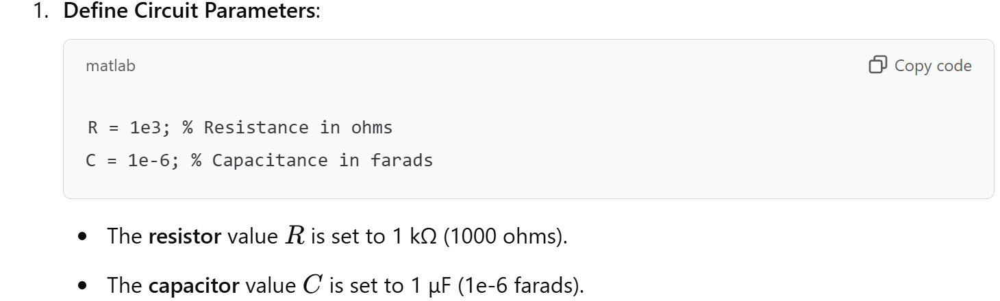 1. Define Circuit Parameters:
matlab Copy code
R = 1e3; % Resistance in ohms
C = 1e-6; % Capacitance in farads
• The resistor value R is set to 1 kΩ (1000 ohms).
• The capacitor value C is set to 1 μF (1e-6 farads).